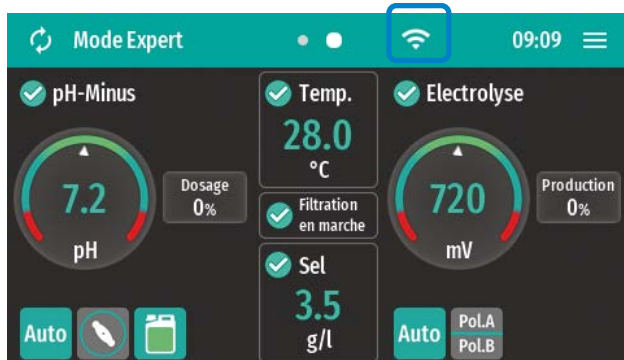 Mode Expert
09:09
pH-Minus
7.2
pH
Dosage
0%
Auto
Temp.
28.0
°C
Filtration
en marche
Sel
3.5
g/l
Electrolyse
720
mV
Production
0%
Auto
Pol.A
Pol.B